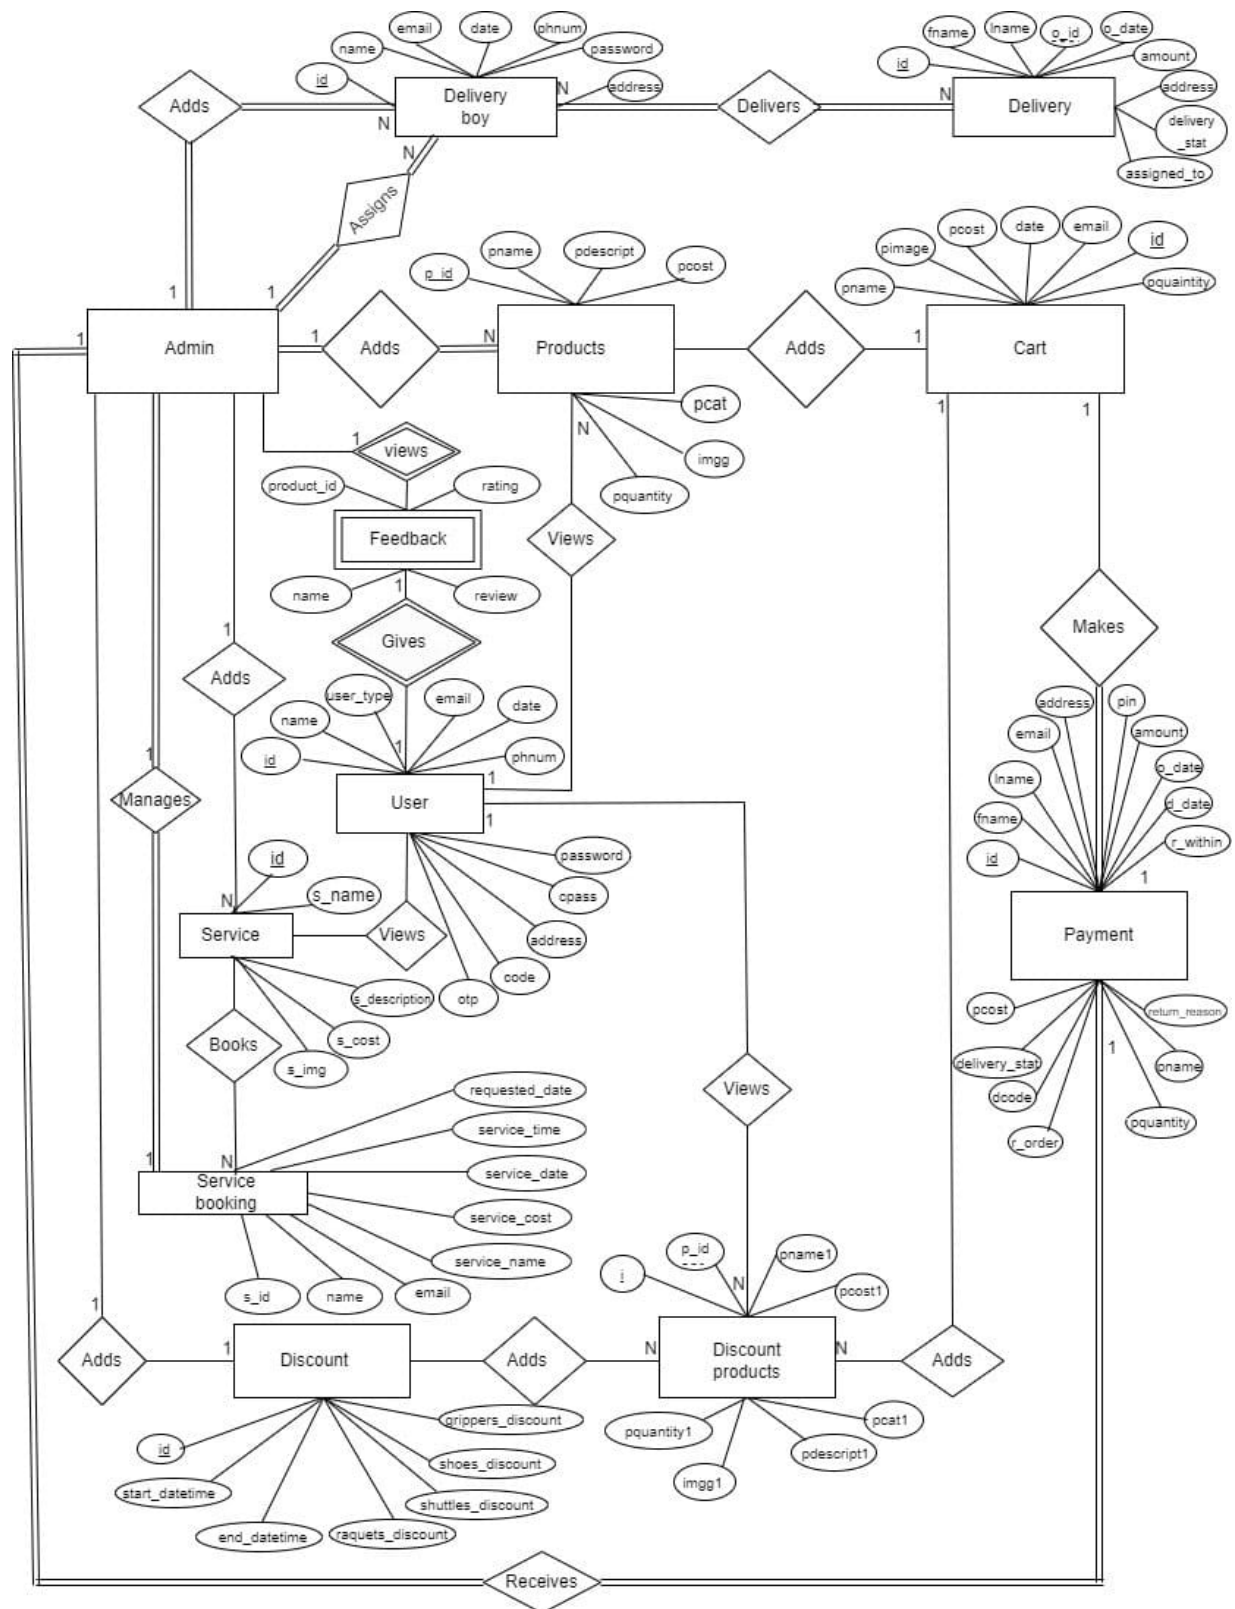 email
date
phnum
name
password
id
address
Adds
Delivery
boy
N
N
N
Delivers
N
Delivery
fname
lname
o_id
o_date
id
amount
address
delivery
_stat
assigned_to
Assigns
1
1
1
Admin
1
Adds
N
Products
p_id
pname
pdescript
pcost
pcat
imgg
pquantity
N
Adds
1
Cart
pname
pimage
pcost
date
email
id
pquaintity
1
1
1
views
product_id
rating
Feedback
name
review
1
Gives
Views
Makes
1
Adds
1
Manages
user_type
email
name
date
id
phnum
1
1
User
1
password
cpass
address
code
otp
address
pin
email
amount
lname
o_date
fname
d_date
id
r_within
1
Payment
pcost
return_reason
delivery_stat
1
pname
dcode
pquantity
r_order
id
s_name
N
Service
Views
s_description
s_cost
s_img
Books
Views
requested_date
service_time
service_date
service_cost
service_name
1
N
Service
booking
s_id
name
email
p_id
pname1
i
pcost1
N
1
Adds
1
Discount
Adds
N
Discount
products
N
Adds
id
start_datetime
end_datetime
raquets_discount
shuttles_discount
shoes_discount
grippers_discount
pquantity1
imgg1
pdescript1
pcat1
Receives